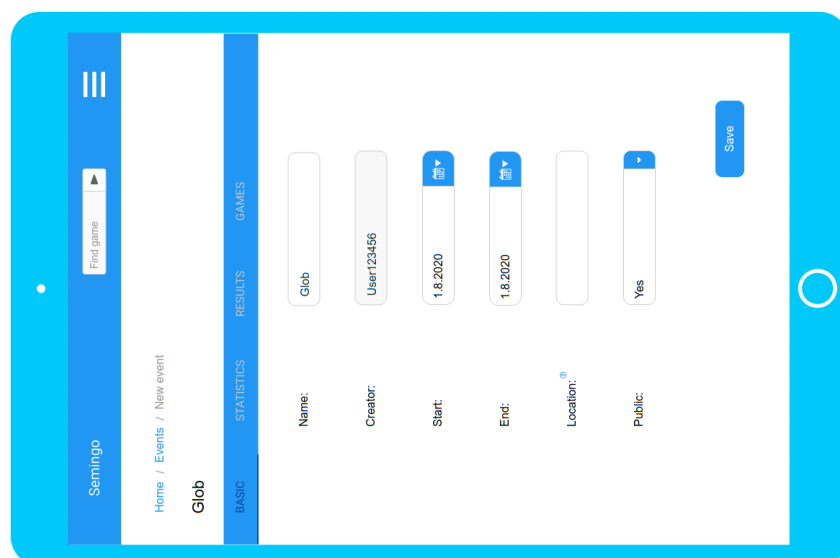 Semingo
Find game
Home / Events / New event
Glob
BASIC STATISTICS RESULTS GAMES
Name: Glob
Creator: User123456
Start: 1.8.2020
End: 1.8.2020
Location: ?
Public: Yes
Save